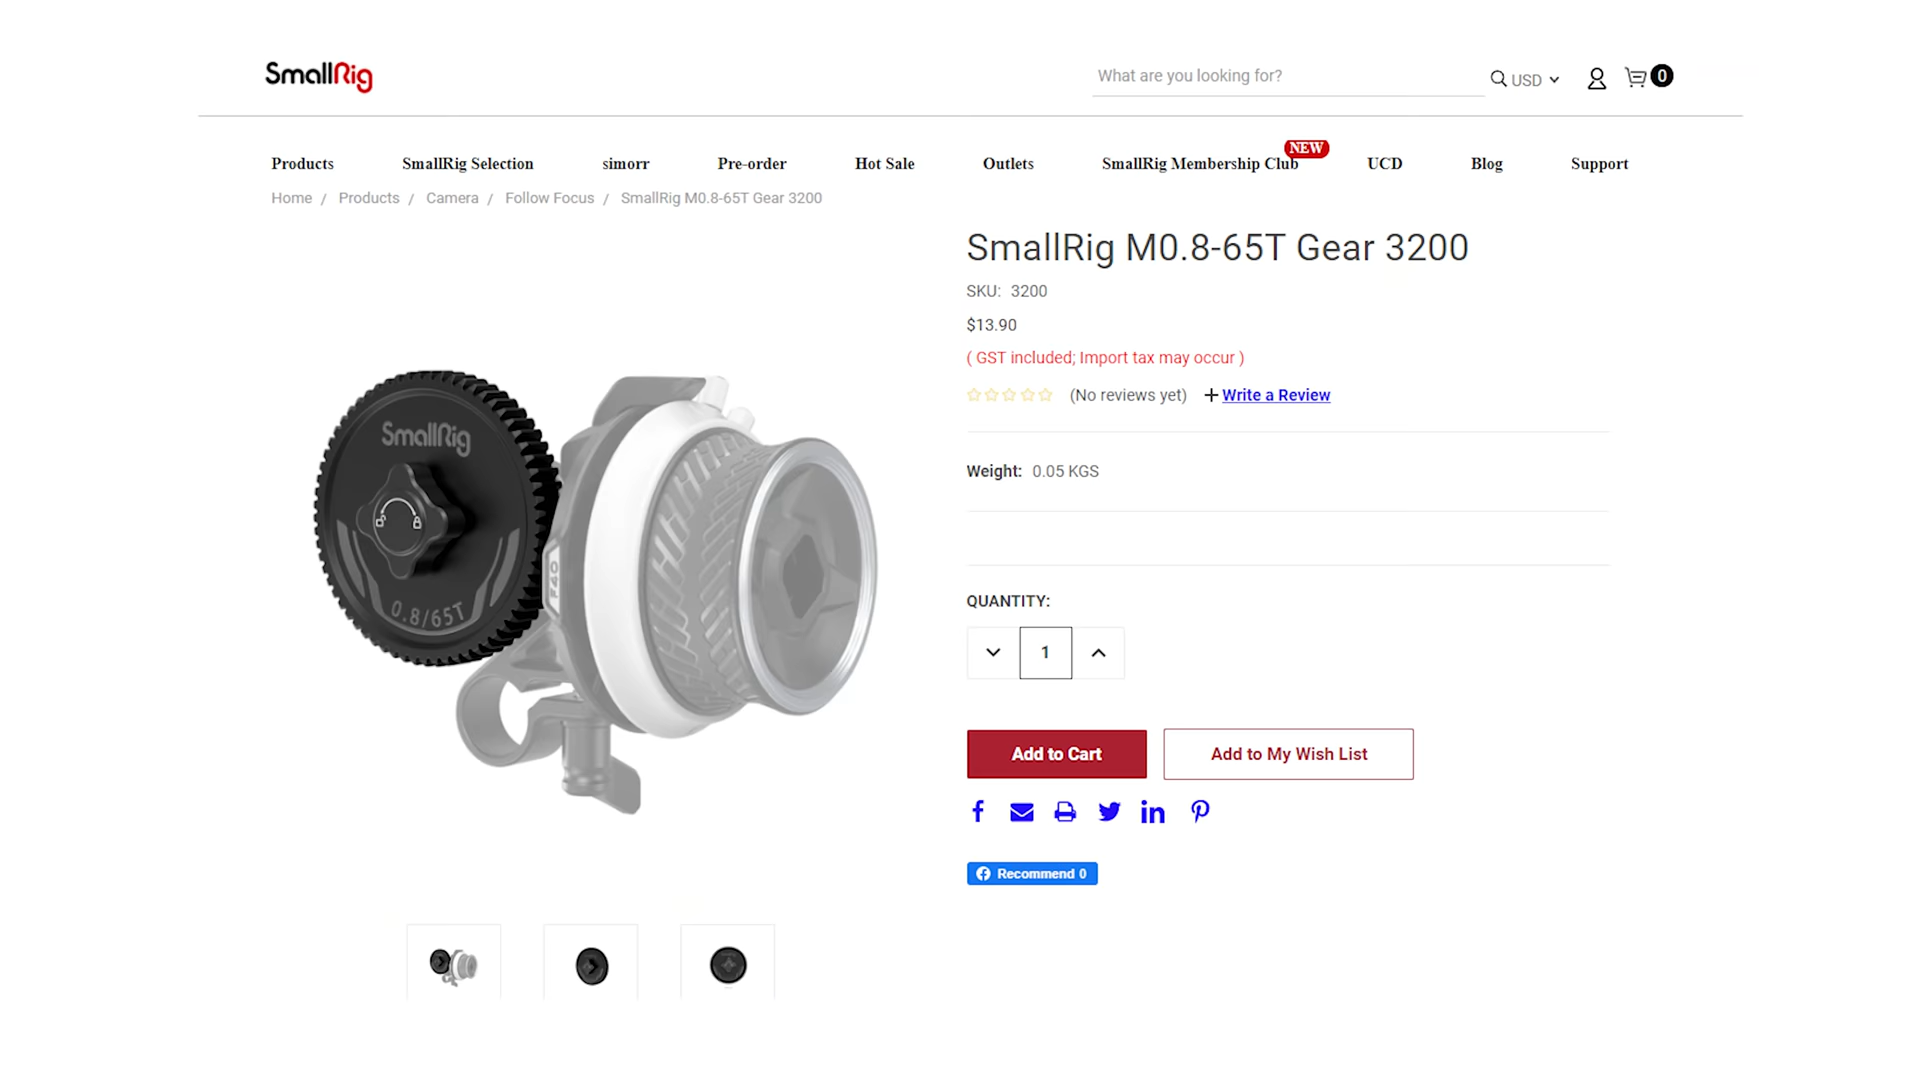 SmallRig
What are you looking for?
USD
0
NEW
Products SmallRig Selection simorr Pre-order Hot Sale Outlets SmallRig Membership Club UCD Blog Support
Home / Products / Camera / Follow Focus / SmallRig M0.8-65T Gear 3200
SmallRig M0.8-65T Gear 3200
SKU: 3200
$13.90
( GST included; Import tax may occur )
(No reviews yet) + Write a Review
Weight: 0.05 KGS
QUANTITY:
1
Add to Cart Add to My Wish List
Recommend 0
SmallRig
0.8/65T
F40